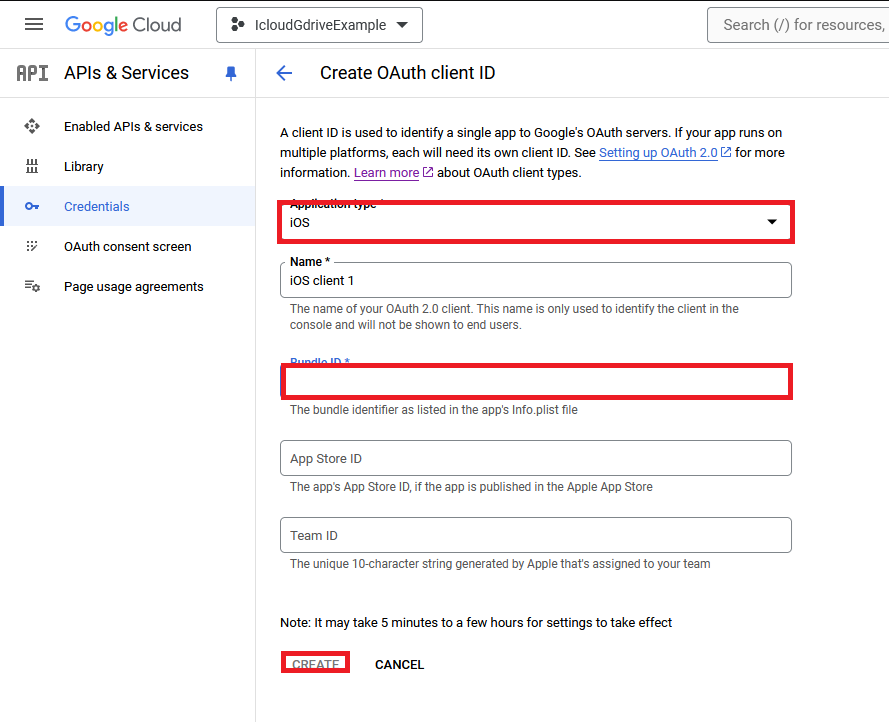 Google Cloud
IcloudGdriveExample
Search (/) for resources,
API
APIs & Services
Create OAuth client ID
Enabled APIs & services
Library
Credentials
OAuth consent screen
Page usage agreements
A client ID is used to identify a single app to Google's OAuth servers. If your app runs on
multiple platforms, each will need its own client ID. See Setting up OAuth 2.0 for more
information. Learn more about OAuth client types.
Application type *
iOS
Name *
iOS client 1
The name of your OAuth 2.0 client. This name is only used to identify the client in the
console and will not be shown to end users.
Bundle ID *
The bundle identifier as listed in the app's Info.plist file
App Store ID
The app's App Store ID, if the app is published in the Apple App Store
Team ID
The unique 10-character string generated by Apple that's assigned to your team
Note: It may take 5 minutes to a few hours for settings to take effect
CREATE
CANCEL